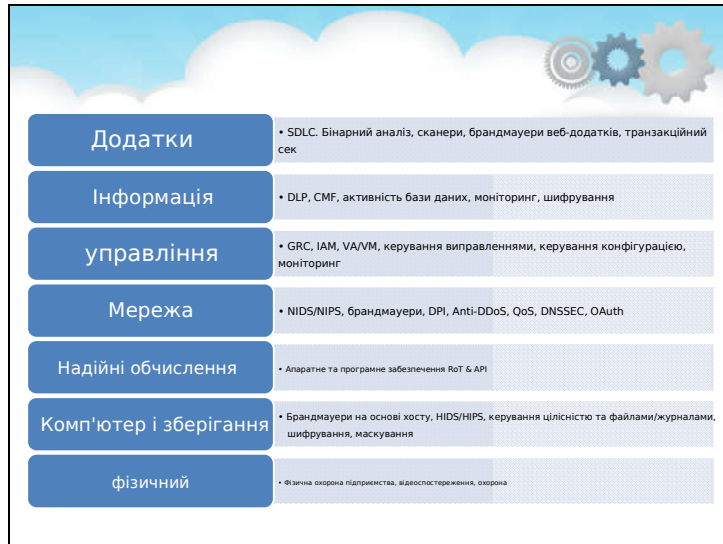 Додатки
• SDLC. Бінарний аналіз, сканери, брандмауери веб-додатків, транзакційний
сек
Інформація
• DLP, CMF, активність бази даних, моніторинг, шифрування
управління
• GRC, IAM, VA/VM, керування виправленнями, керування конфігурацією,
моніторинг
Мережа
• NIDS/NIPS, брандмауери, DPI, Anti-DDoS, QoS, DNSSEC, OAuth
Надійні обчислення
• Апаратне та програмне забезпечення RoT & API
Комп'ютер і зберігання
• Брандмауери на основі хосту, HIDS/HIPS, керування цілісністю та файлами/журналами,
шифрування, маскування
фізичний
• Фізична охорона підприємства, відеоспостереження, охорона